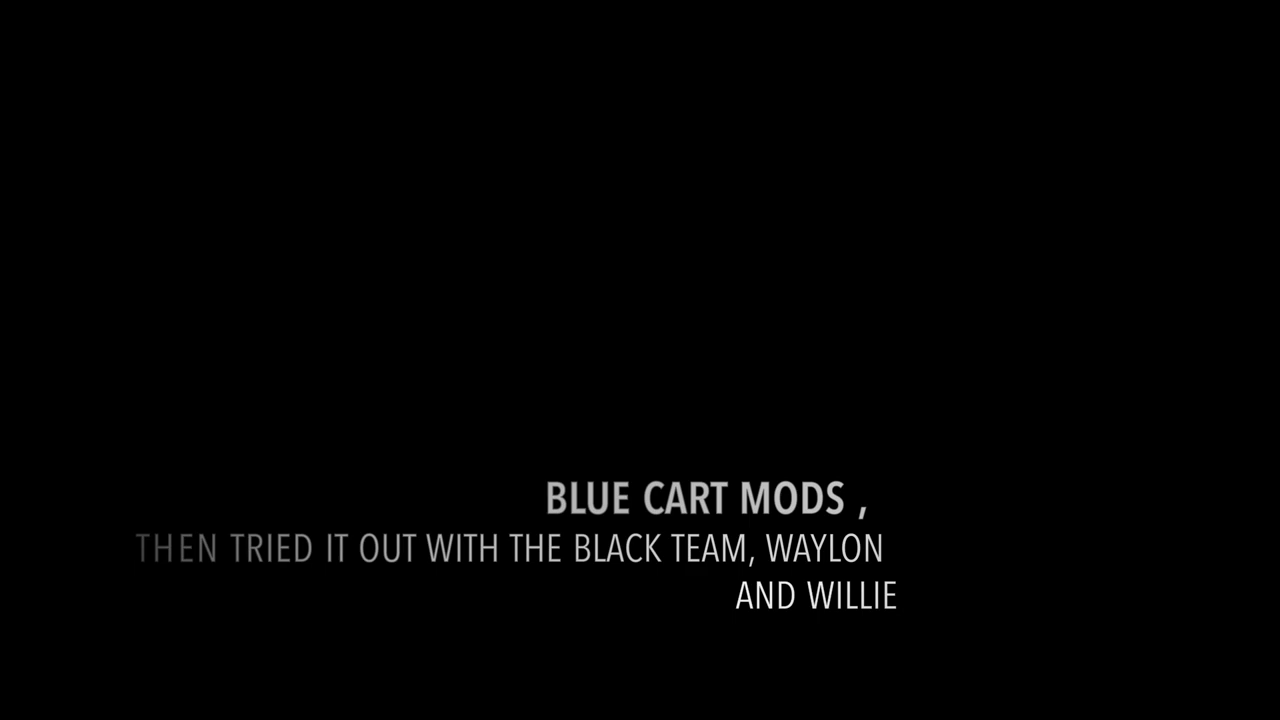 BLUE CART MODS ,
THEN TRIED IT OUT WITH THE BLACK TEAM, WAYLON
AND WILLIE